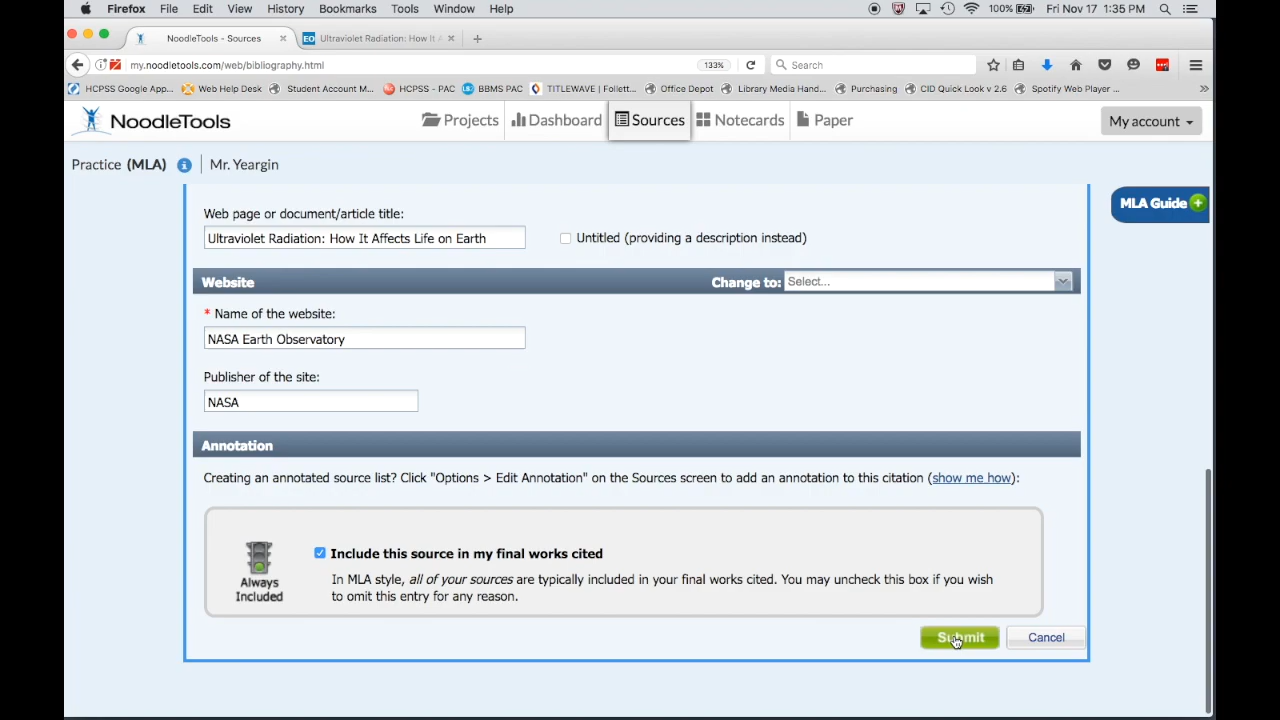 Firefox File Edit View History Bookmarks Tools Window Help 100% Fri Nov 17 1:35 PM
NoodleTools - Sources Ultraviolet Radiation: How It A
my.noodletools.com/web/bibliography.html 133% Search
HCPSS Google App... Web Help Desk Student Account M... HCPSS - PAC BBMS PAC TITLEWAVE | Follett... Office Depot Library Media Hand... Purchasing CID Quick Look v 2.6 Spotify Web Player ...
NoodleTools Projects Dashboard Sources Notecards Paper My account
Practice (MLA) Mr. Yeargin
MLA Guide
Web page or document/article title:
Ultraviolet Radiation: How It Affects Life on Earth Untitled (providing a description instead)
Website Change to: Select...
* Name of the website:
NASA Earth Observatory
Publisher of the site:
NASA
Annotation
Creating an annotated source list? Click "Options > Edit Annotation" on the Sources screen to add an annotation to this citation (show me how):
Include this source in my final works cited
Always
Included
In MLA style, all of your sources are typically included in your final works cited. You may uncheck this box if you wish
to omit this entry for any reason.
Submit Cancel